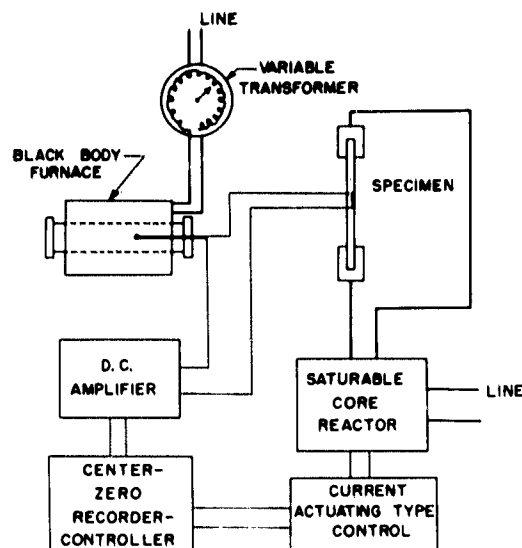 LINE
VARIABLE
TRANSFORMER
BLACK BODY
FURNACE
SPECIMEN
D.C.
AMPLIFIER
SATURABLE
CORE
REACTOR
LINE
CENTER-
ZERO
RECORDER-
CONTROLLER
CURRENT
ACTUATING TYPE
CONTROL